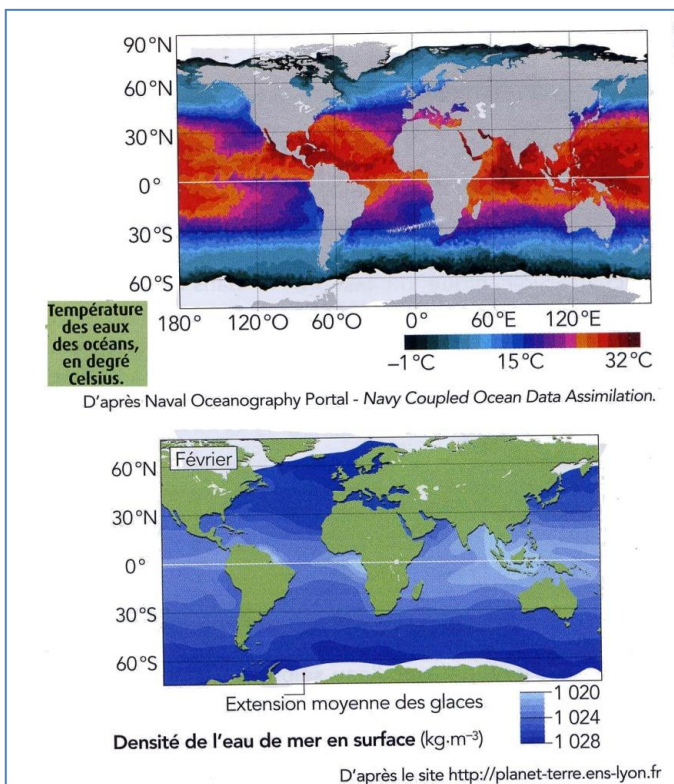 90°N
60°N
30°N
0°
30°S
60°S
180° 120°O 60°O 0° 60°E 120°E
Température
des eaux
des océans,
en degré
Celsius.
–1°C 15°C 32°C
D'après Naval Oceanography Portal - Navy Coupled Ocean Data Assimilation.
Février
60°N
30°N
0°
30°S
60°S
Extension moyenne des glaces
1 020
1 024
1 028
Densité de l'eau de mer en surface (kg·m⁻³)
D'après le site http://planet-terre.ens-lyon.fr